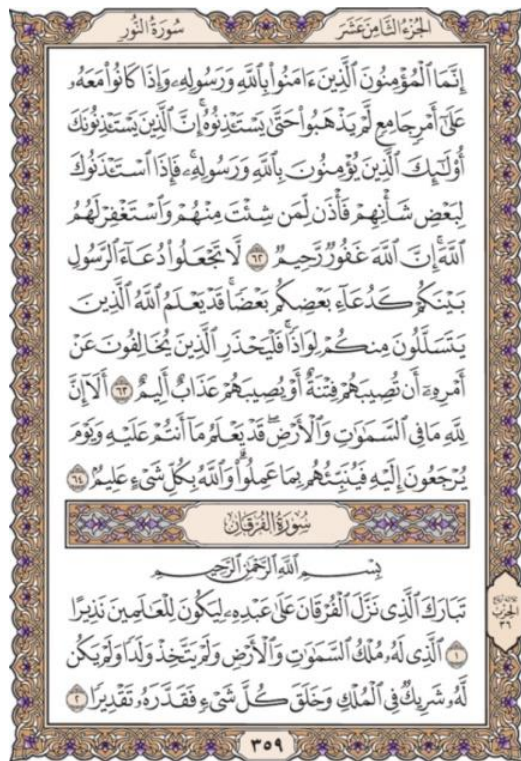 الجُزْءُ الثَّامِنَ عَشَرَ
سُورَةُ النُّورِ
إِنَّمَا ٱلْمُؤْمِنُونَ ٱلَّذِينَ ءَامَنُوا۟ بِٱللَّهِ وَرَسُولِهِۦ وَإِذَا كَانُوا۟ مَعَهُۥ
عَلَىٰٓ أَمْرٍ جَامِعٍ لَّمْ يَذْهَبُوا۟ حَتَّىٰ يَسْتَـْٔذِنُوهُ ۚ إِنَّ ٱلَّذِينَ يَسْتَـْٔذِنُونَكَ
أُو۟لَـٰٓئِكَ ٱلَّذِينَ يُؤْمِنُونَ بِٱللَّهِ وَرَسُولِهِۦ ۚ فَإِذَا ٱسْتَـْٔذَنُوكَ
لِبَعْضِ شَأْنِهِمْ فَأْذَن لِّمَن شِئْتَ مِنْهُمْ وَٱسْتَغْفِرْ لَهُمُ
ٱللَّهَ ۚ إِنَّ ٱللَّهَ غَفُورٌ رَّحِيمٌ ٦٢ لَّا تَجْعَلُوا۟ دُعَآءَ ٱلرَّسُولِ
بَيْنَكُمْ كَدُعَآءِ بَعْضِكُم بَعْضًا ۚ قَدْ يَعْلَمُ ٱللَّهُ ٱلَّذِينَ
يَتَسَلَّلُونَ مِنكُمْ لِوَاذًا ۚ فَلْيَحْذَرِ ٱلَّذِينَ يُخَالِفُونَ عَنْ
أَمْرِهِۦٓ أَن تُصِيبَهُمْ فِتْنَةٌ أَوْ يُصِيبَهُمْ عَذَابٌ أَلِيمٌ ٦٣ أَلَآ إِنَّ
لِلَّهِ مَا فِى ٱلسَّمَـٰوَٰتِ وَٱلْأَرْضِ ۖ قَدْ يَعْلَمُ مَآ أَنتُمْ عَلَيْهِ وَيَوْمَ
يُرْجَعُونَ إِلَيْهِ فَيُنَبِّئُهُم بِمَا عَمِلُوا۟ ۗ وَٱللَّهُ بِكُلِّ شَىْءٍ عَلِيمٌۢ ٦٤
سُورَةُ الفُرْقَانِ
بِسْمِ ٱللَّهِ ٱلرَّحْمَـٰنِ ٱلرَّحِيمِ
تَبَارَكَ ٱلَّذِى نَزَّلَ ٱلْفُرْقَانَ عَلَىٰ عَبْدِهِۦ لِيَكُونَ لِلْعَـٰلَمِينَ نَذِيرًا
١ ٱلَّذِى لَهُۥ مُلْكُ ٱلسَّمَـٰوَٰتِ وَٱلْأَرْضِ وَلَمْ يَتَّخِذْ وَلَدًا وَلَمْ يَكُن
لَّهُۥ شَرِيكٌ فِى ٱلْمُلْكِ وَخَلَقَ كُلَّ شَىْءٍ فَقَدَّرَهُۥ تَقْدِيرًا ٢
الحِزْب
٣٦
٣٥٩